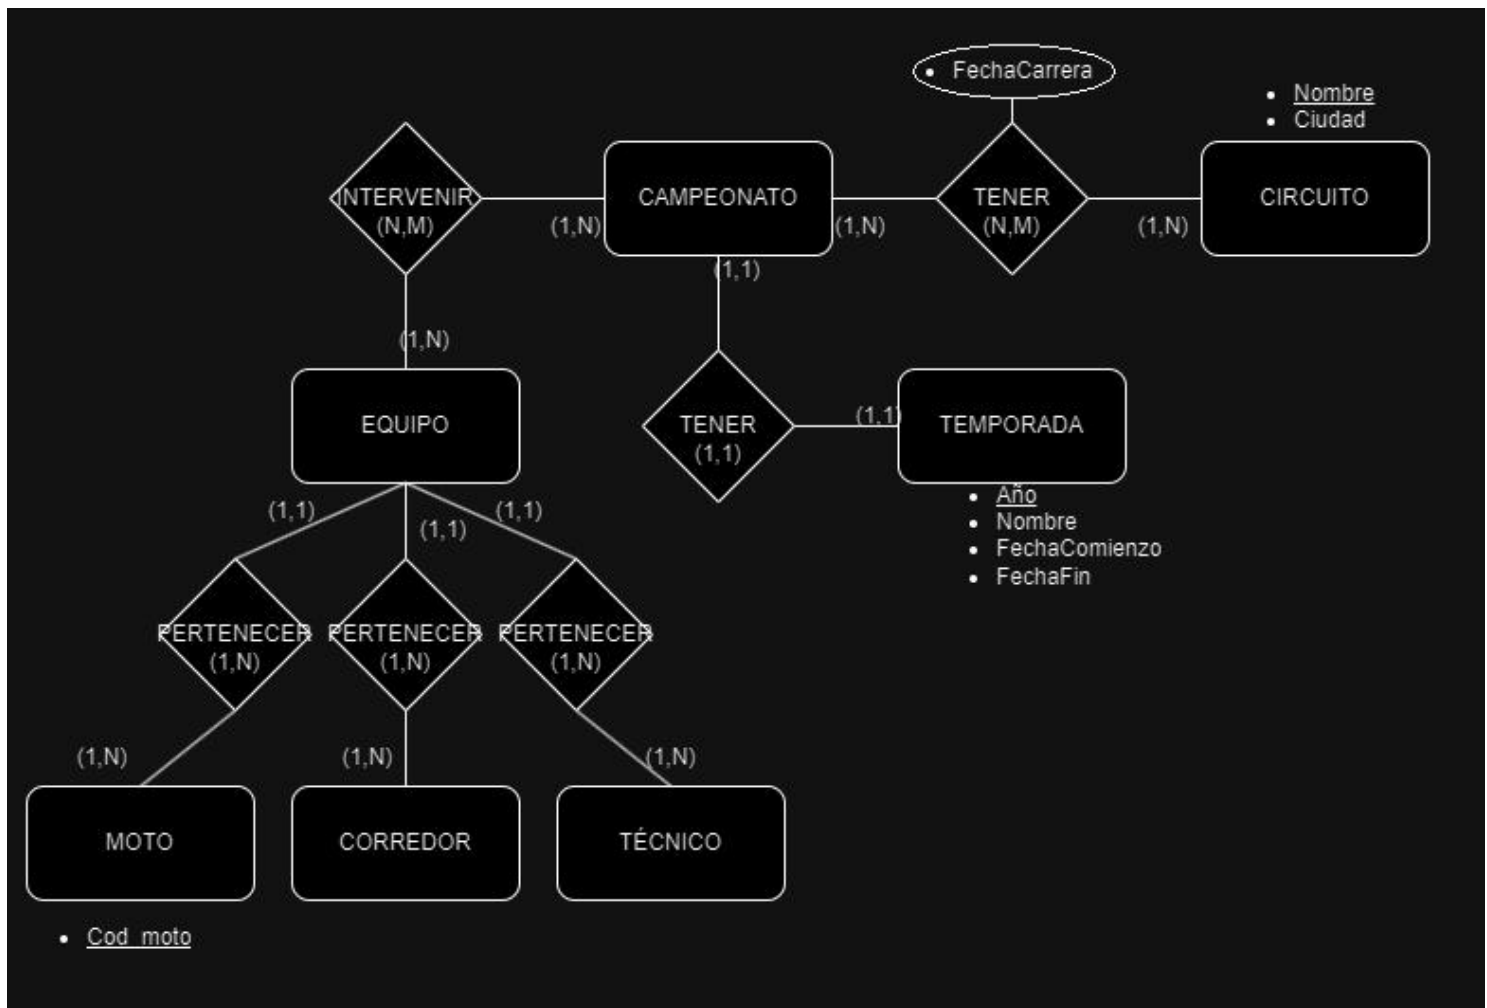 FechaCarrera
Nombre
Ciudad
INTERVENIR
(N,M)
(1,N)
CAMPEONATO
(1,N)
TENER
(N,M)
(1,N)
CIRCUITO
(1,1)
(1,N)
EQUIPO
TENER
(1,1)
(1,1)
TEMPORADA
Año
Nombre
FechaComienzo
FechaFin
(1,1)
(1,1)
(1,1)
PERTENECER
(1,N)
PERTENECER
(1,N)
PERTENECER
(1,N)
(1,N)
(1,N)
(1,N)
MOTO
CORREDOR
TÉCNICO
Cod_moto